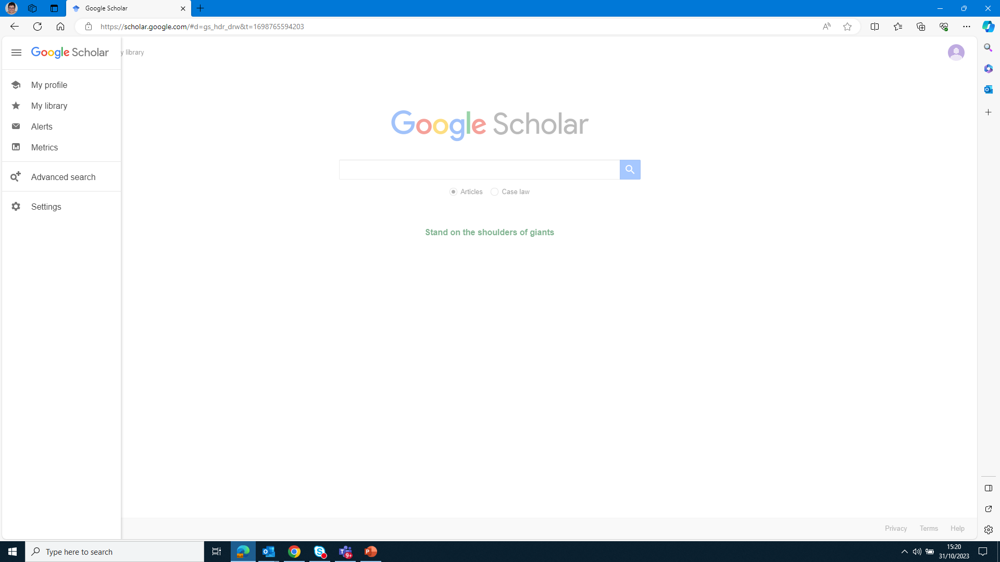 Google Scholar
https://scholar.google.com/#d=gs_hdr_drw&t=1698765594203
Google Scholar
y library
My profile
My library
Alerts
Metrics
Advanced search
Settings
Google Scholar
Articles
Case law
Stand on the shoulders of giants
Privacy
Terms
Help
Type here to search
9+
15:20
31/10/2023